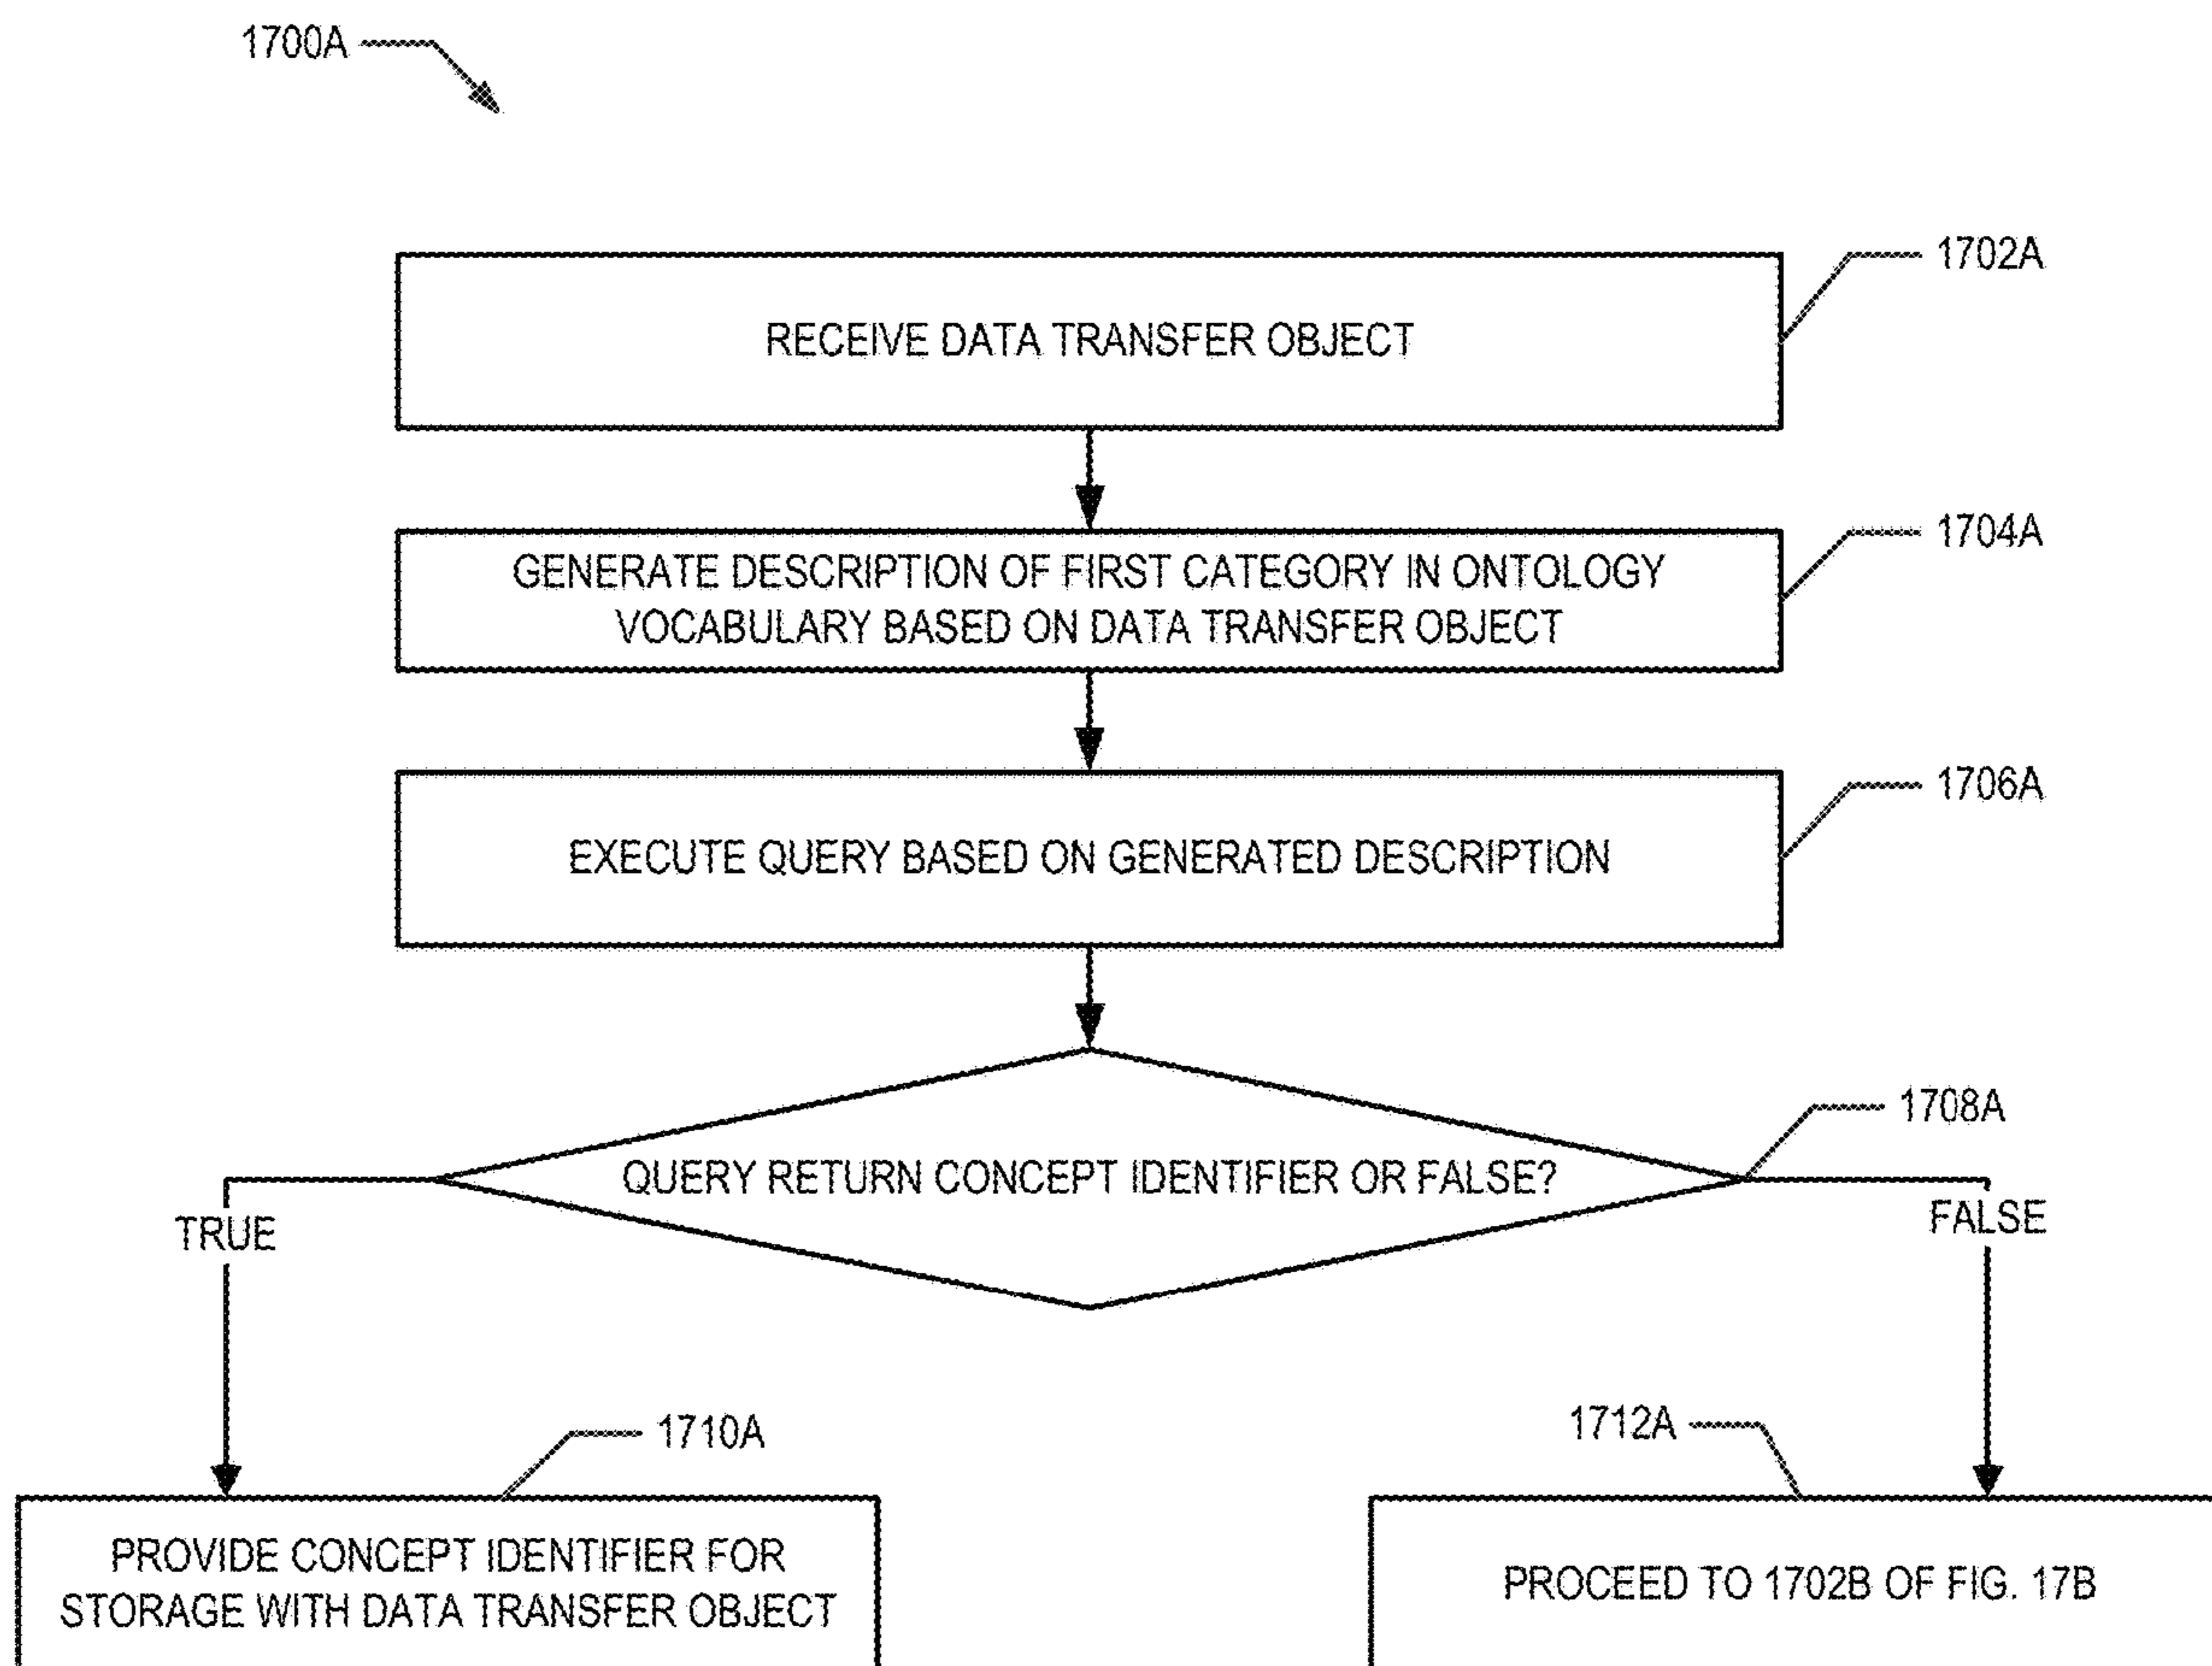 1700A
1702A
RECEIVE DATA TRANSFER OBJECT
1704A
GENERATE DESCRIPTION OF FIRST CATEGORY IN ONTOLOGY
VOCABULARY BASED ON DATA TRANSFER OBJECT
1706A
EXECUTE QUERY BASED ON GENERATED DESCRIPTION
1708A
QUERY RETURN CONCEPT IDENTIFIER OR FALSE?
TRUE
FALSE
1710A
1712A
PROVIDE CONCEPT IDENTIFIER FOR
STORAGE WITH DATA TRANSFER OBJECT
PROCEED TO 1702B OF FIG. 17B